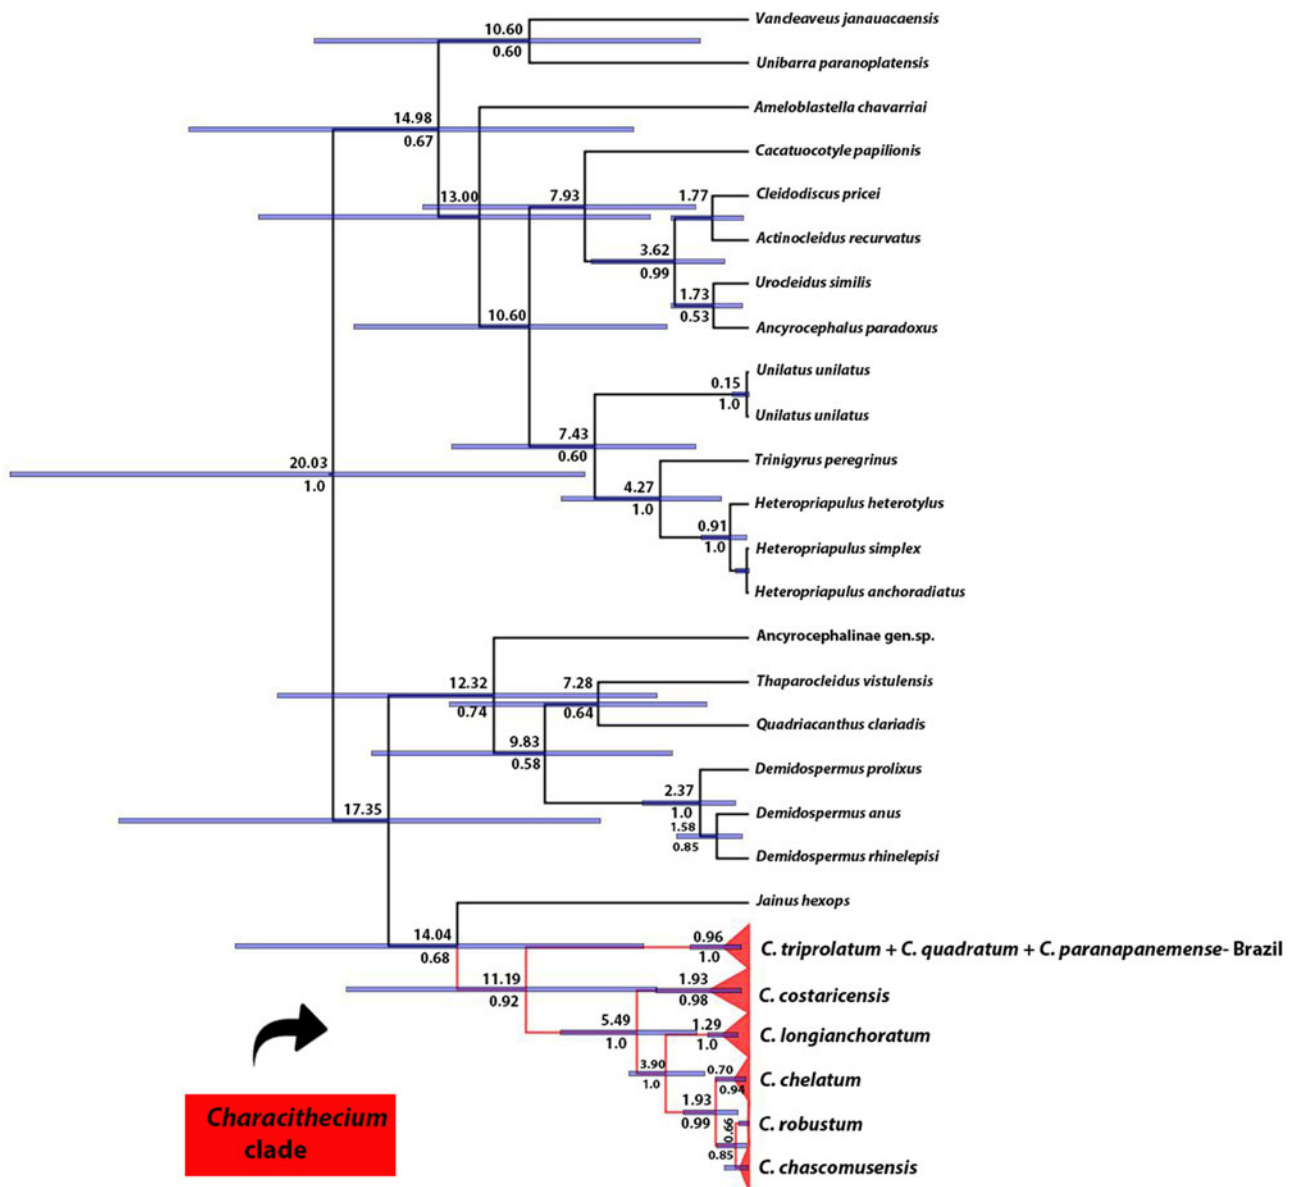 Vancleaveus janauacaensis
10.60
0.60
Unibarra paranoplatensis
Ameloblastella chavarriai
14.98
0.67
Cacatuocotyle papilionis
13.00
7.93
1.77
Cleidodiscus pricei
Actinocleidus recurvatus
3.62
0.99
Urocleidus similis
1.73
0.53
10.60
Ancyrocephalus paradoxus
Unilatus unilatus
0.15
1.0
Unilatus unilatus
7.43
0.60
20.03
1.0
Trinigyrus peregrinus
4.27
1.0
Heteropriapulus heterotylus
0.91
1.0
Heteropriapulus simplex
Heteropriapulus anchoradiatus
Ancyrocephalinae gen.sp.
12.32
0.74
7.28
0.64
Thaparocleidus vistulensis
Quadriacanthus clariadis
9.83
0.58
Demidospermus prolixus
2.37
1.0
17.35
Demidospermus anus
1.58
0.85
Demidospermus rhinelepisi
Jainus hexops
14.04
0.68
0.96
1.0
C. triprolatum + C. quadratum + C. paranapanemense- Brazil
11.19
0.92
1.93
0.98
C. costaricensis
5.49
1.0
1.29
1.0
C. longianchoratum
3.90
1.0
0.70
0.94
C. chelatum
1.93
0.99
0.66
C. robustum
0.85
C. chascomusensis
Characithecium
clade